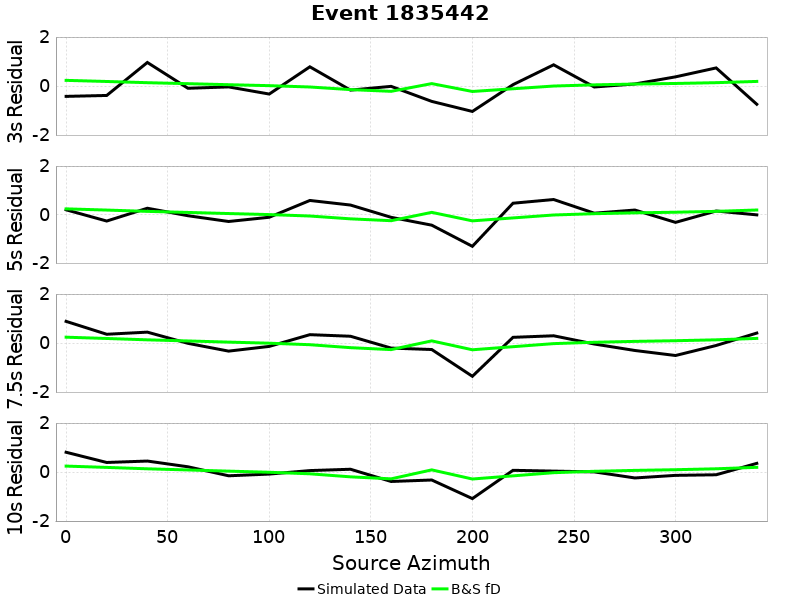 Event 1835442
3s Residual
2
0
-2
5s Residual
2
0
-2
7.5s Residual
2
0
-2
10s Residual
2
0
-2
0 50 100 150 200 250 300
Source Azimuth
Simulated Data B&S fD